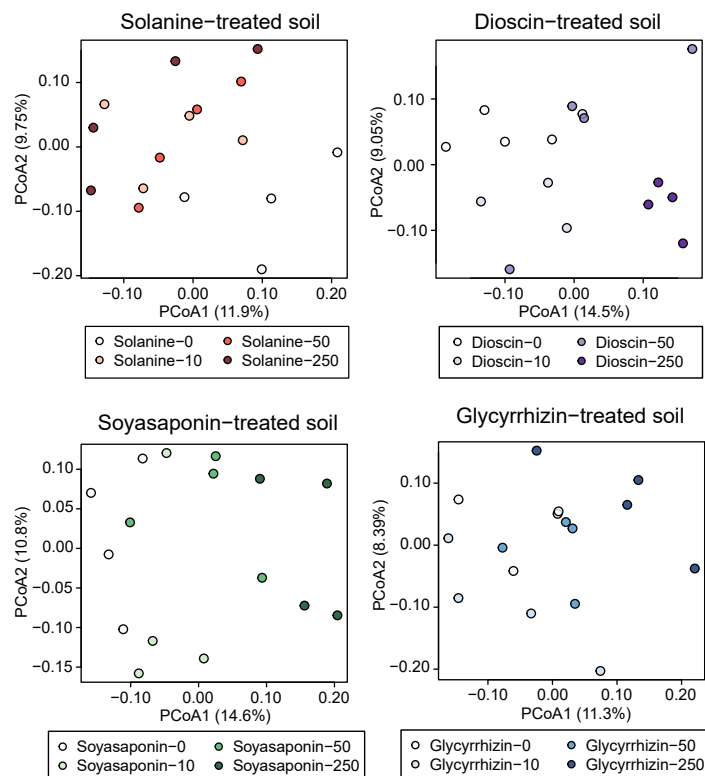 Solanine−treated soil
PCoA2 (9.75%)
0.10
0.00
−0.10
−0.20
−0.10 0.00 0.10 0.20
PCoA1 (11.9%)
Solanine−0 Solanine−50
Solanine−10 Solanine−250
Dioscin−treated soil
PCoA2 (9.05%)
0.10
0.00
−0.10
−0.10 0.00 0.10
PCoA1 (14.5%)
Dioscin−0 Dioscin−50
Dioscin−10 Dioscin−250
Soyasaponin−treated soil
PCoA2 (10.8%)
0.10
0.05
0.00
−0.05
−0.10
−0.15
−0.10 0.00 0.10 0.20
PCoA1 (14.6%)
Soyasaponin−0 Soyasaponin−50
Soyasaponin−10 Soyasaponin−250
Glycyrrhizin−treated soil
PCoA2 (8.39%)
0.10
0.00
−0.10
−0.20
−0.10 0.00 0.10 0.20
PCoA1 (11.3%)
Glycyrrhizin−0 Glycyrrhizin−50
Glycyrrhizin−10 Glycyrrhizin−250